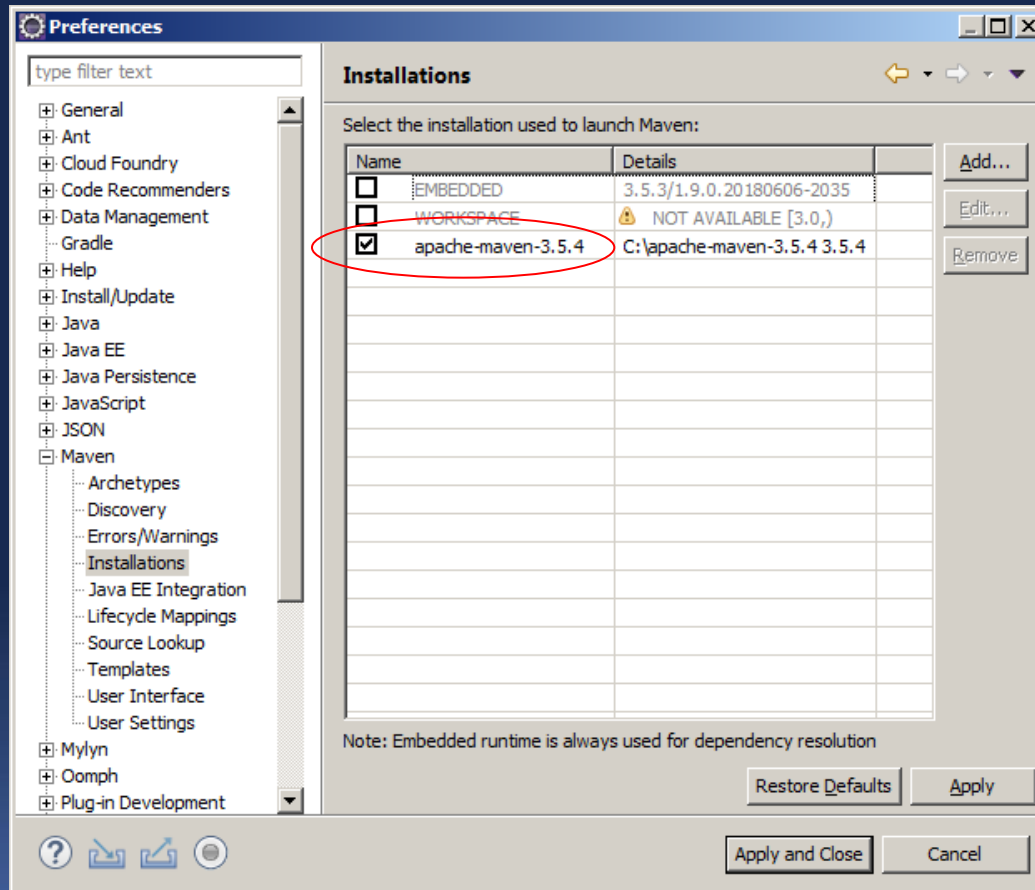 Preferences
type filter text
General
Ant
Cloud Foundry
Code Recommenders
Data Management
Gradle
Help
Install/Update
Java
Java EE
Java Persistence
JavaScript
JSON
Maven
Archetypes
Discovery
Errors/Warnings
Installations
Java EE Integration
Lifecycle Mappings
Source Lookup
Templates
User Interface
User Settings
Mylyn
Oomph
Plug-in Development
Installations
Select the installation used to launch Maven:
Name Details
EMBEDDED 3.5.3/1.9.0.20180606-2035
WORKSPACE NOT AVAILABLE [3.0,)
apache-maven-3.5.4 C:\apache-maven-3.5.4 3.5.4
Add...
Edit...
Remove
Note: Embedded runtime is always used for dependency resolution
Restore Defaults Apply
Apply and Close Cancel